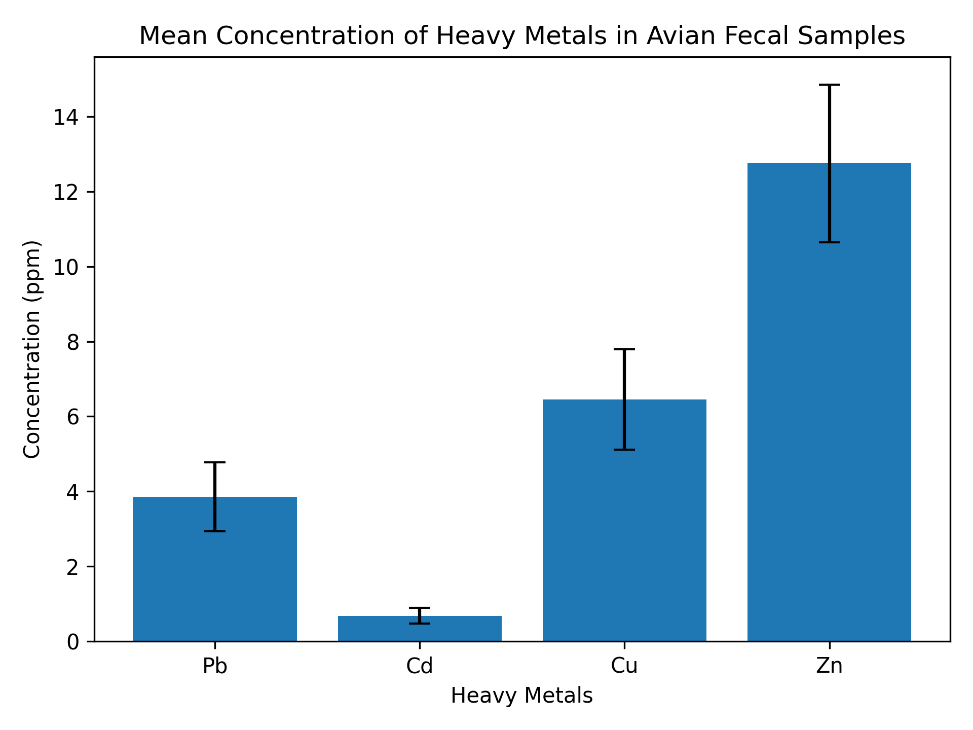 Mean Concentration of Heavy Metals in Avian Fecal Samples
Concentration (ppm)
14
12
10
8
6
4
2
0
Pb Cd Cu Zn
Heavy Metals